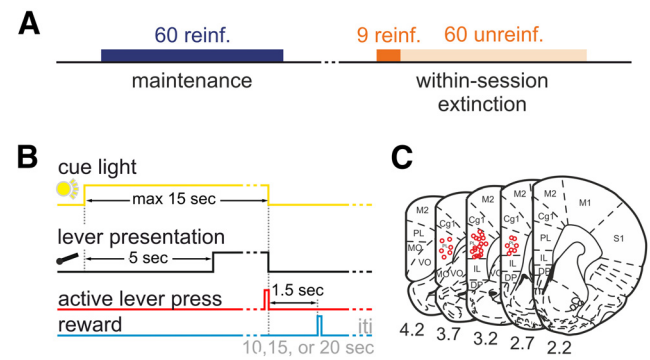 A
60 reinf.
9 reinf. 60 unreinf.
maintenance
within-session
extinction
B
cue light
max 15 sec
lever presentation
5 sec
active lever press
1.5 sec
reward
iti
10,15, or 20 sec
C
M2
M2
M2
M2
M2
M1
S1
Cg1
Cg1
Cg1
Cg1
PL
PL
MO
VO
VO
IL
IL
IL
DP
DP
DP
4.2
3.7
3.2
2.7
2.2